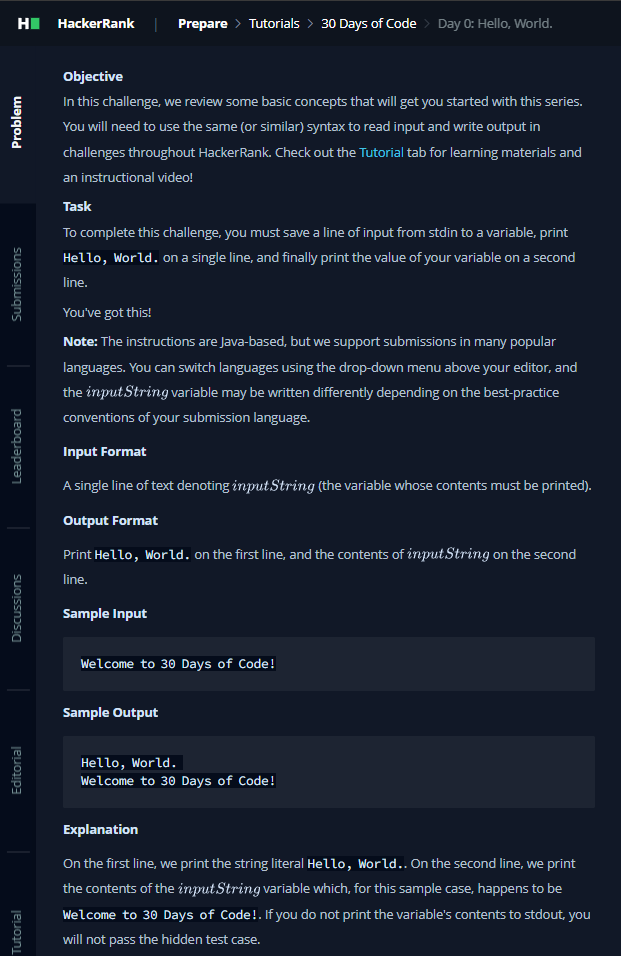 H HackerRank | Prepare > Tutorials > 30 Days of Code > Day 0: Hello, World.
Problem
Submissions
Leaderboard
Discussions
Editorial
Tutorial
Objective
In this challenge, we review some basic concepts that will get you started with this series.
You will need to use the same (or similar) syntax to read input and write output in
challenges throughout HackerRank. Check out the Tutorial tab for learning materials and
an instructional video!
Task
To complete this challenge, you must save a line of input from stdin to a variable, print
Hello, World. on a single line, and finally print the value of your variable on a second
line.
You've got this!
Note: The instructions are Java-based, but we support submissions in many popular
languages. You can switch languages using the drop-down menu above your editor, and
the inputString variable may be written differently depending on the best-practice
conventions of your submission language.
Input Format
A single line of text denoting inputString (the variable whose contents must be printed).
Output Format
Print Hello, World. on the first line, and the contents of inputString on the second
line.
Sample Input
Welcome to 30 Days of Code!
Sample Output
Hello, World.
Welcome to 30 Days of Code!
Explanation
On the first line, we print the string literal Hello, World.. On the second line, we print
the contents of the inputString variable which, for this sample case, happens to be
Welcome to 30 Days of Code!. If you do not print the variable's contents to stdout, you
will not pass the hidden test case.